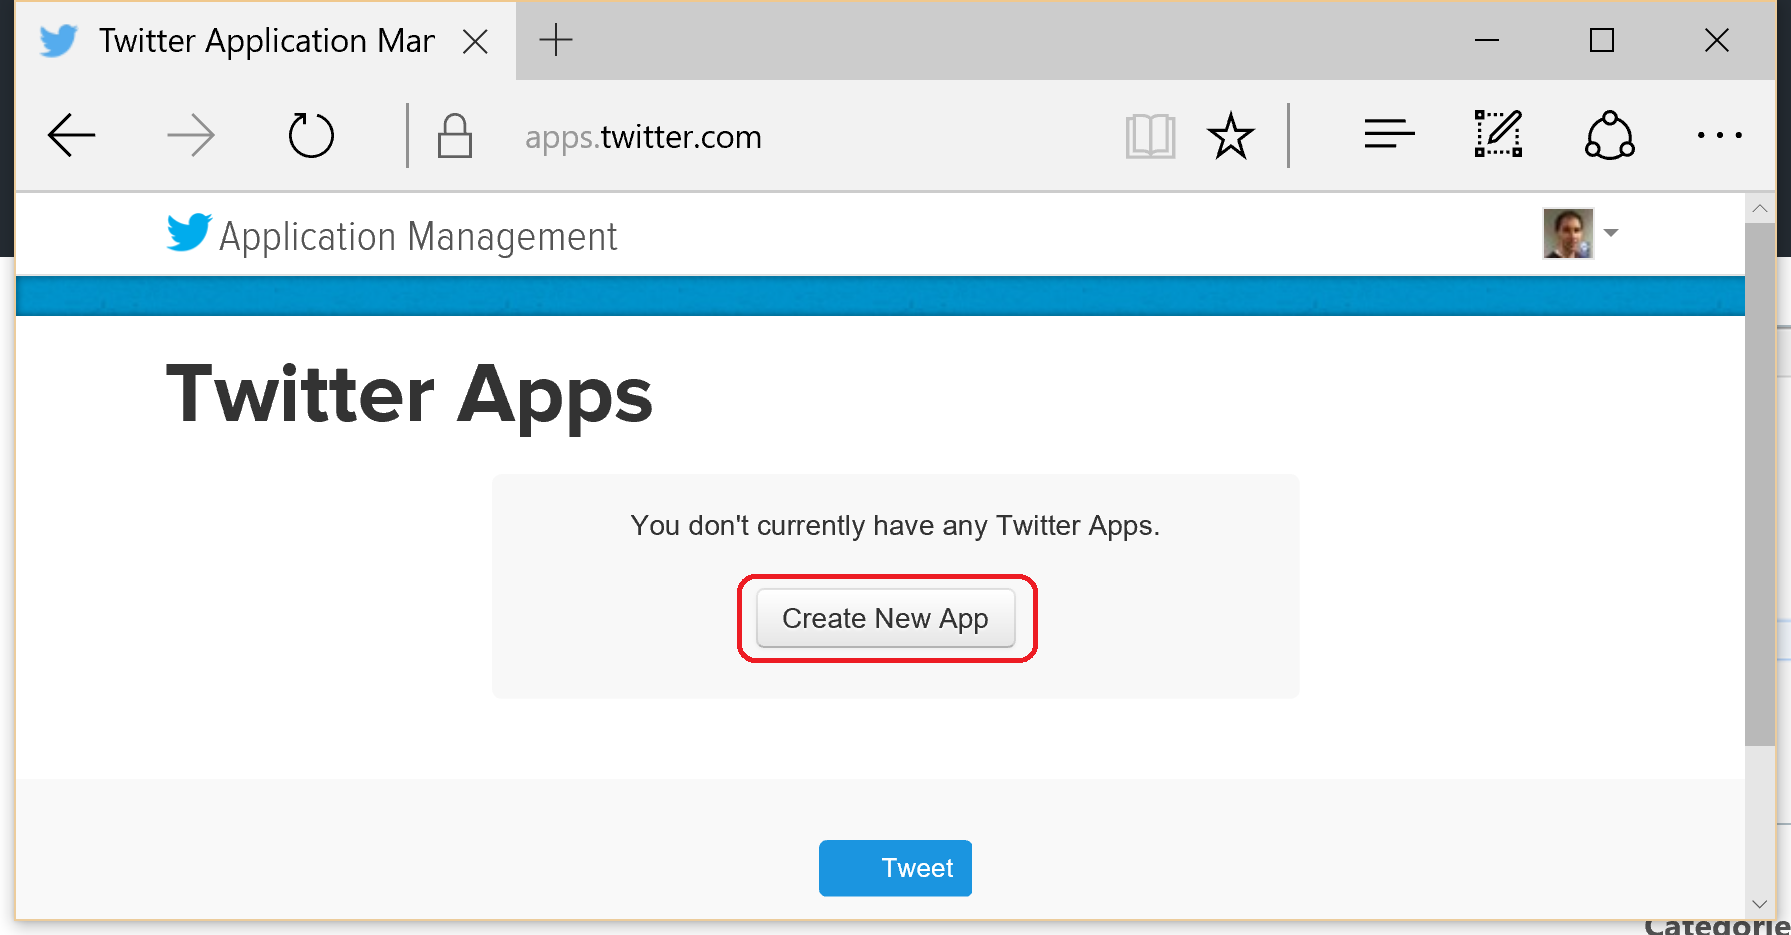 Twitter Application Mar
apps.twitter.com
Application Management
Twitter Apps
You don't currently have any Twitter Apps.
Create New App
Tweet
Categorie